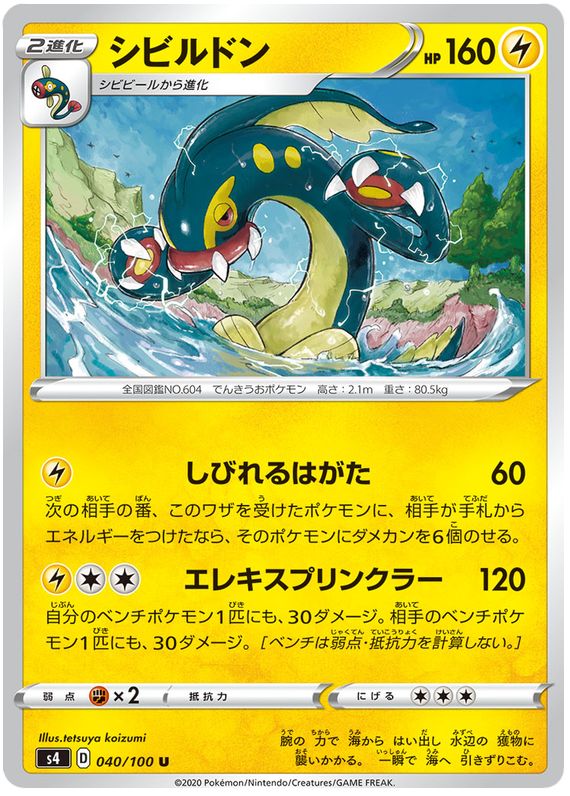 2進化
シビルドン
HP 160
シビビールから進化
全国図鑑NO.604 でんきうおポケモン 高さ:2.1m 重さ:80.5kg
しびれるはがた 60
次の相手の番、このワザを受けたポケモンに、相手が手札から
エネルギーをつけたなら、そのポケモンにダメカンを6個のせる。
エレキスプリンクラー 120
自分のベンチポケモン1匹にも、30ダメージ。相手のベンチポケ
モン1匹にも、30ダメージ。[ベンチは弱点・抵抗力を計算しない。]
弱点 ×2 抵抗力 にげる
Illus.tetsuya koizumi
s4 D 040/100 U
腕の 力で 海から はい出し 水辺の 獲物に
襲いかかる。一瞬で 海へ 引きずりこむ。
©2020 Pokémon/Nintendo/Creatures/GAME FREAK.